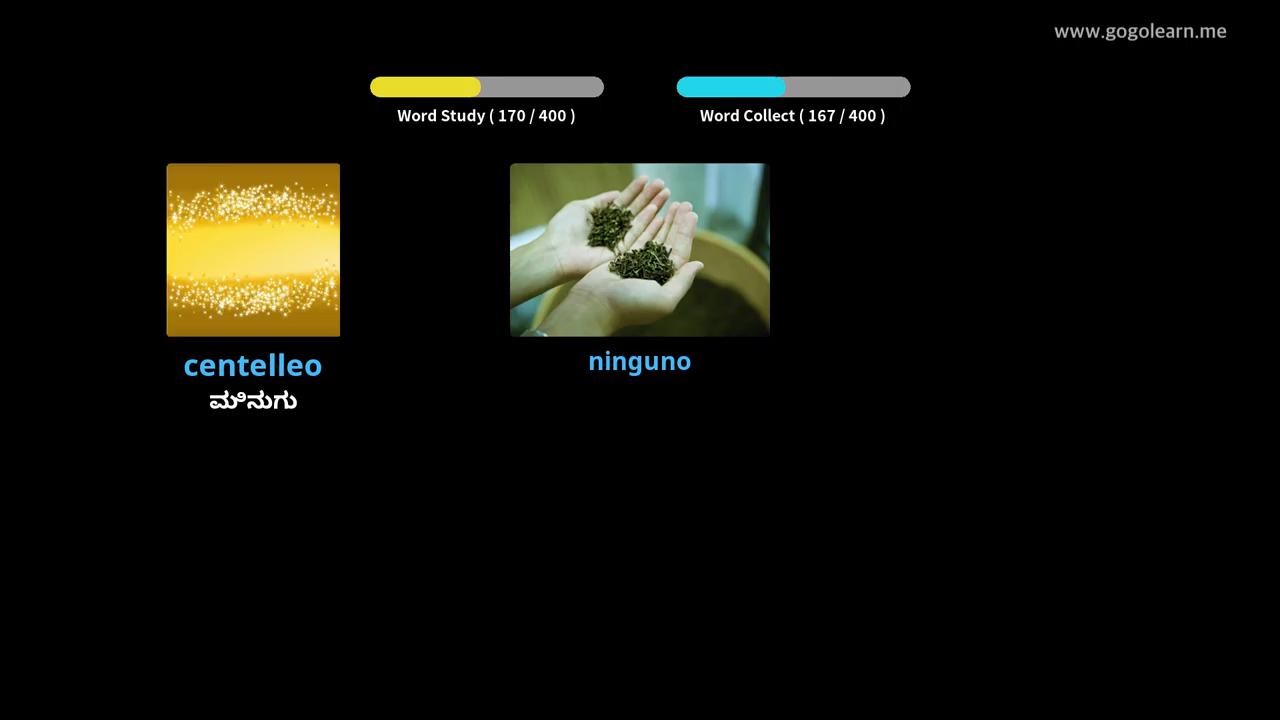 www.gogolearn.me
Word Study ( 170 / 400 )
Word Collect ( 167 / 400 )
centelleo
ಮಿನುಗು
ninguno